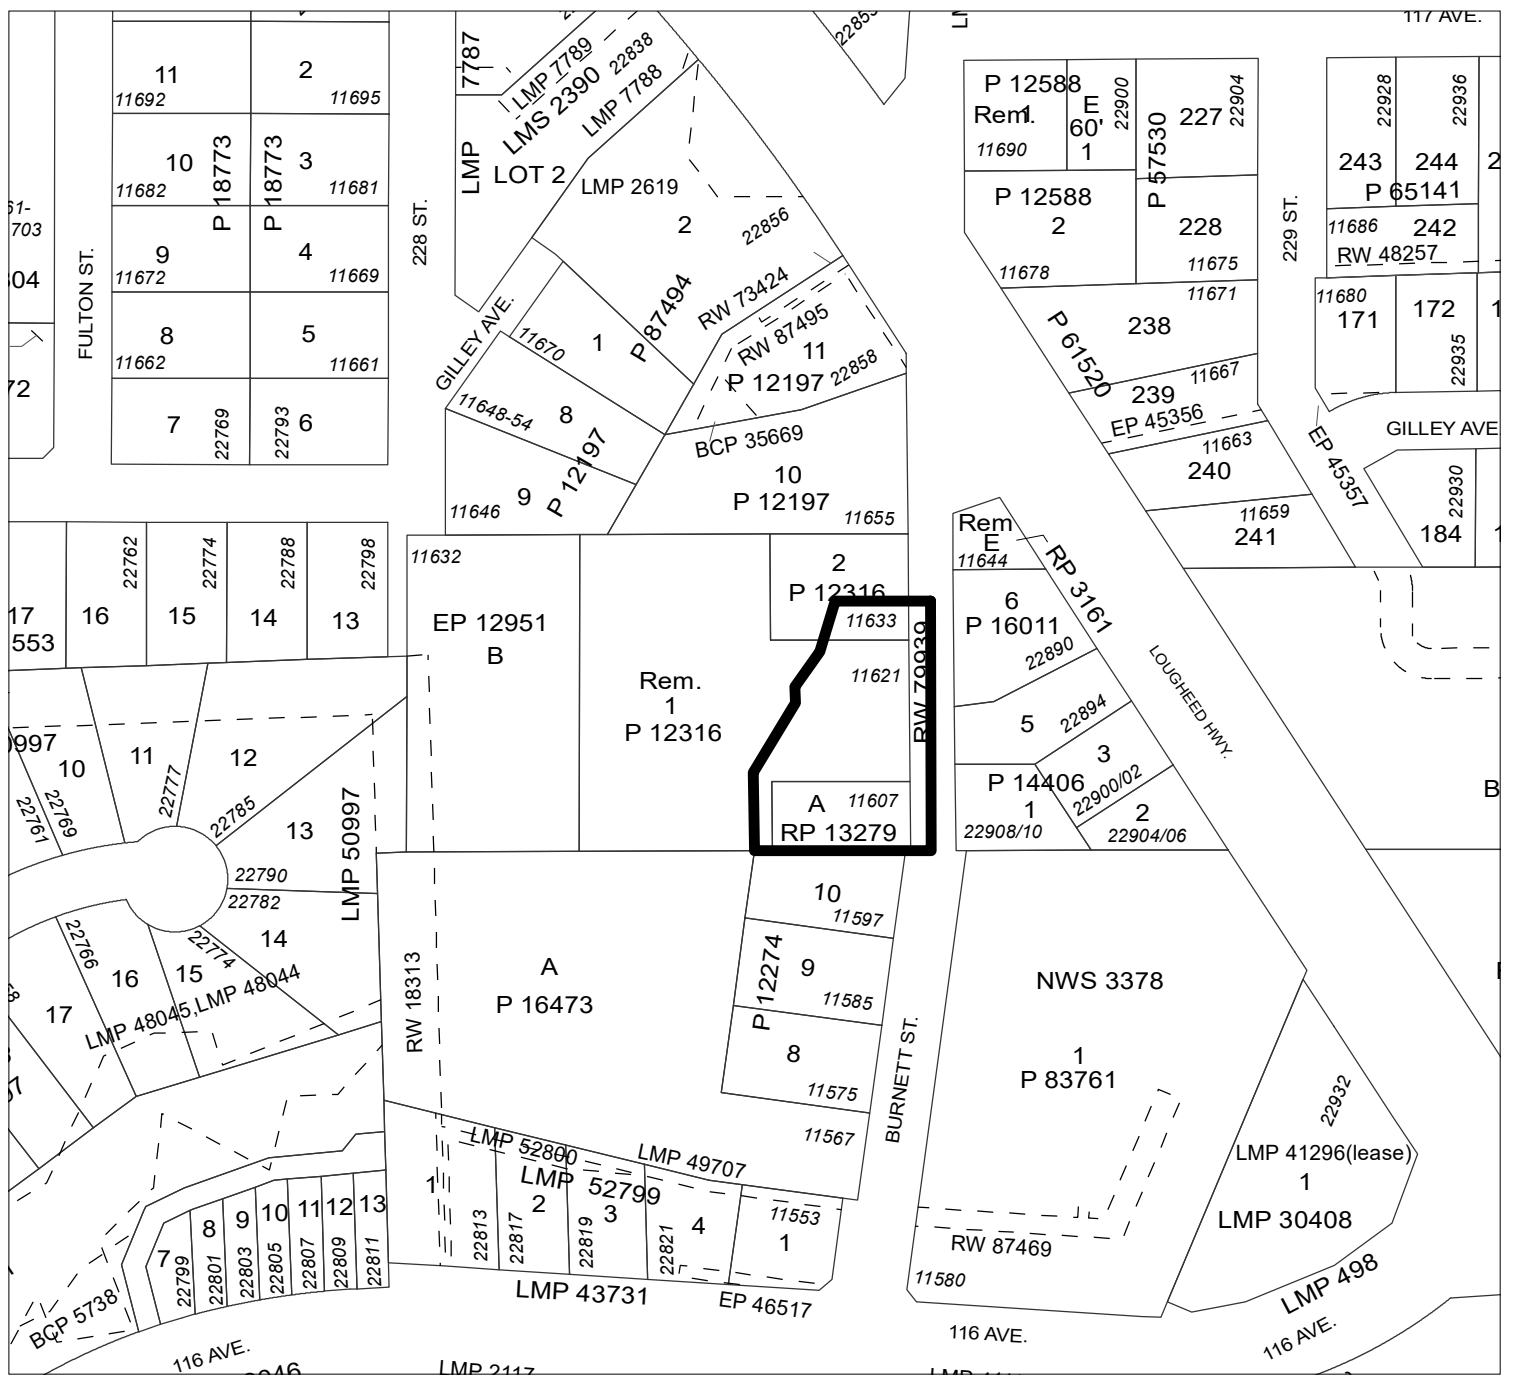 117 AVE.
7787
LMP 7789
22838
LMP 7788
LMS 2390
LMP
LOT 2
LMP 2619
2
22856
11
11692
2
11695
10
11682
P 18773
P 18773
3
11681
9
11672
4
11669
8
11662
5
11661
7
22769
22793
6
FULTON ST.
228 ST.
703
P 12588
Rem.
1
11690
E
60'
1
22900
P 57530
227
22904
P 12588
2
11678
228
11675
11671
238
P 61520
239
11667
EP 45356
11663
240
11659
241
229 ST.
22928
22936
243
244
P 65141
11686
242
RW 48257
11680
171
172
22935
GILLEY AVE.
EP 45357
22930
184
GILLEY AVE.
11670
1
P 87494
RW 73424
RW 87495
11
P 12197
22858
BCP 35669
11648-54
8
P 12197
9
11646
10
P 12197
11655
22762
22774
22788
22798
17
16
15
14
13
553
11632
EP 12951
B
Rem.
1
P 12316
2
P 12316
11633
11621
RW 79939
A
11607
RP 13279
Rem
E
11644
RP 3161
6
P 16011
22890
5
22894
3
P 14406
1
22900/02
2
22908/10
22904/06
LOUGHEED HWY.
10
11
12
22761
22769
22777
22785
13
22790
22782
LMP 50997
14
22774
22766
15
16
17
LMP 48045,LMP 48044
RW 18313
A
P 16473
10
11597
9
P 12274
11585
8
11575
11567
BURNETT ST.
NWS 3378
1
P 83761
22932
LMP 41296(lease)
1
LMP 30408
RW 87469
11580
LMP 498
LMP 52800
LMP 49707
LMP 52799
1
22813
2
22817
3
22819
4
22821
11553
1
LMP 43731
EP 46517
7
22799
8
22801
9
22803
10
22805
11
22807
12
22809
13
22811
BCP 5738
116 AVE.
116 AVE.
116 AVE.
LMP 2117